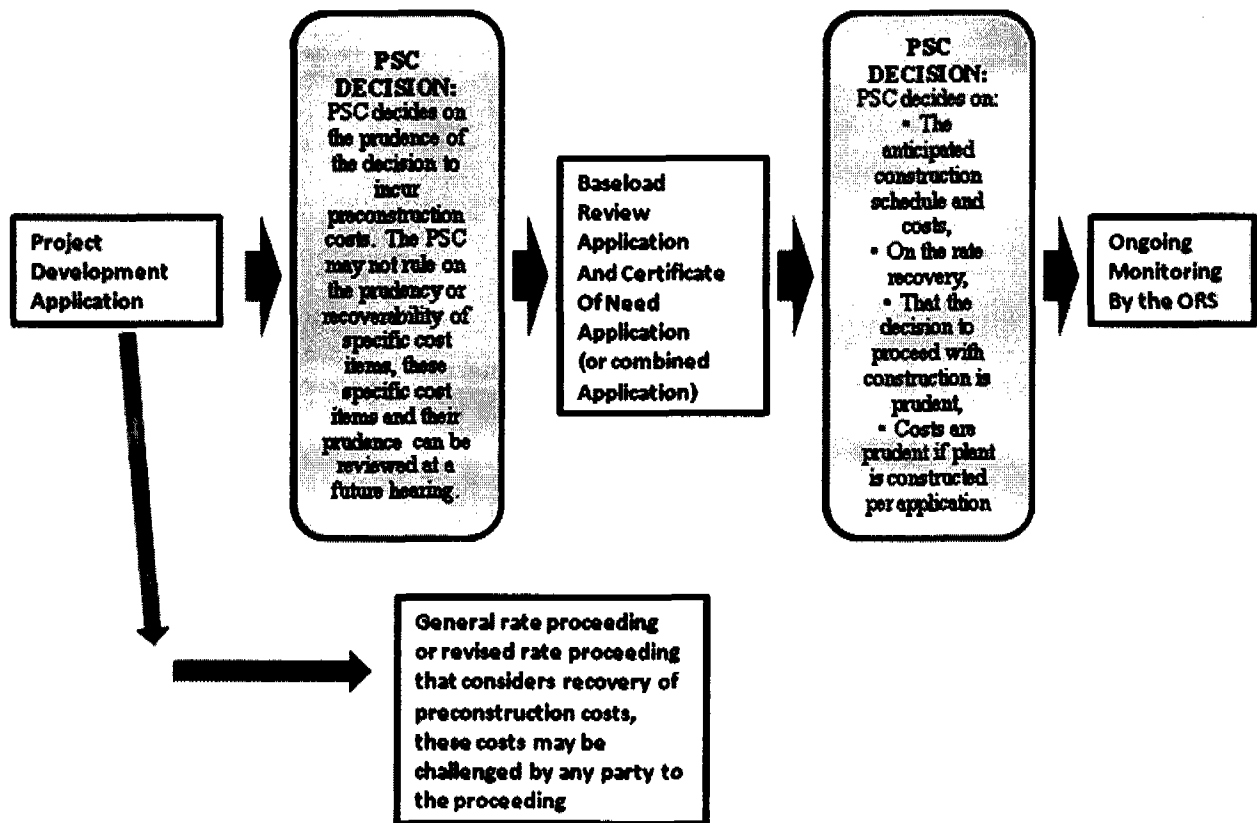 Project
Development
Application
PSC
DECISION:
PSC decides on
the prudence of
the decision to
incur
preconstruction
costs. The PSC
may not rule on
the prudency or
recoverability of
specific cost
items, these
specific cost
items and their
prudence can be
reviewed at a
future hearing.
Baseload
Review
Application
And Certificate
Of Need
Application
(or combined
Application)
PSC
DECISION:
PSC decides on:
• The
anticipated
construction
schedule and
costs,
• On the rate
recovery,
• That the
decision to
proceed with
construction is
prudent,
• Costs are
prudent if plant
is constructed
per application
Ongoing
Monitoring
By the ORS
General rate proceeding
or revised rate proceeding
that considers recovery of
preconstruction costs,
these costs may be
challenged by any party to
the proceeding